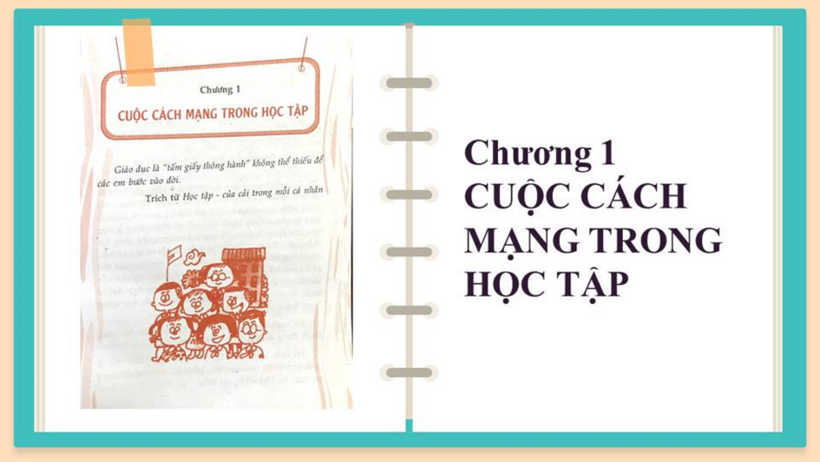 Chương 1
CUỘC CÁCH MẠNG TRONG HỌC TẬP
Giáo dục là "tấm giấy thông hành" không thể thiếu để
các em bước vào đời.
Trích từ Học tập - của cải trong mỗi cá nhân
Chương 1
CUỘC CÁCH
MẠNG TRONG
HỌC TẬP